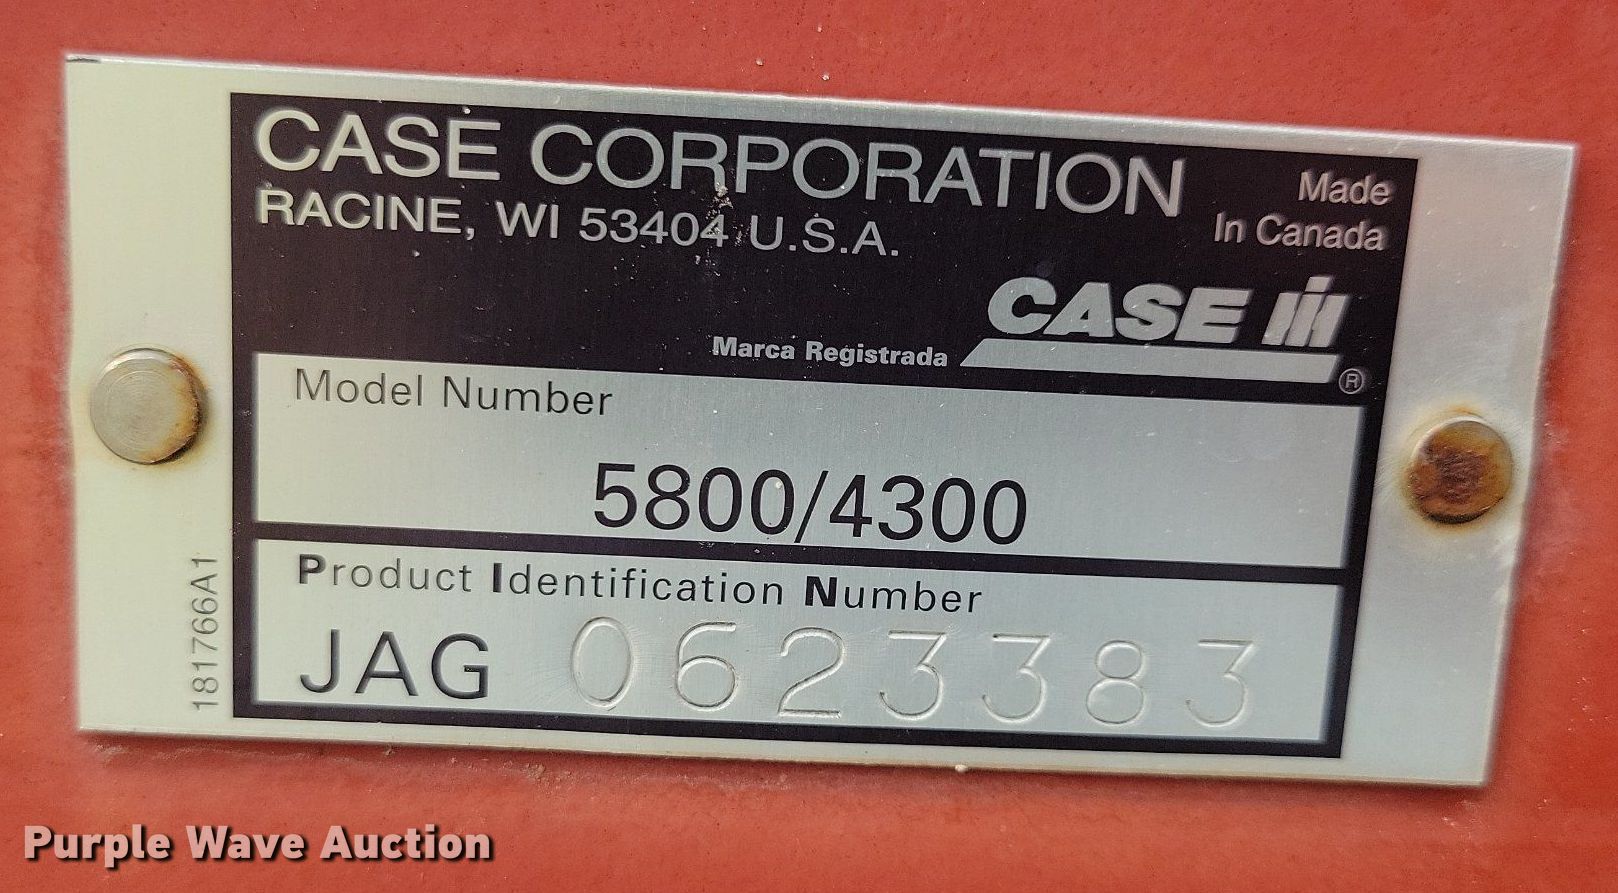 CASE CORPORATION
RACINE, WI 53404 U.S.A.
Made
In Canada
CASE IH
Marca Registrada
®
Model Number
5800/4300
Product Identification Number
JAG 0623383
181766A1
Purple Wave Auction